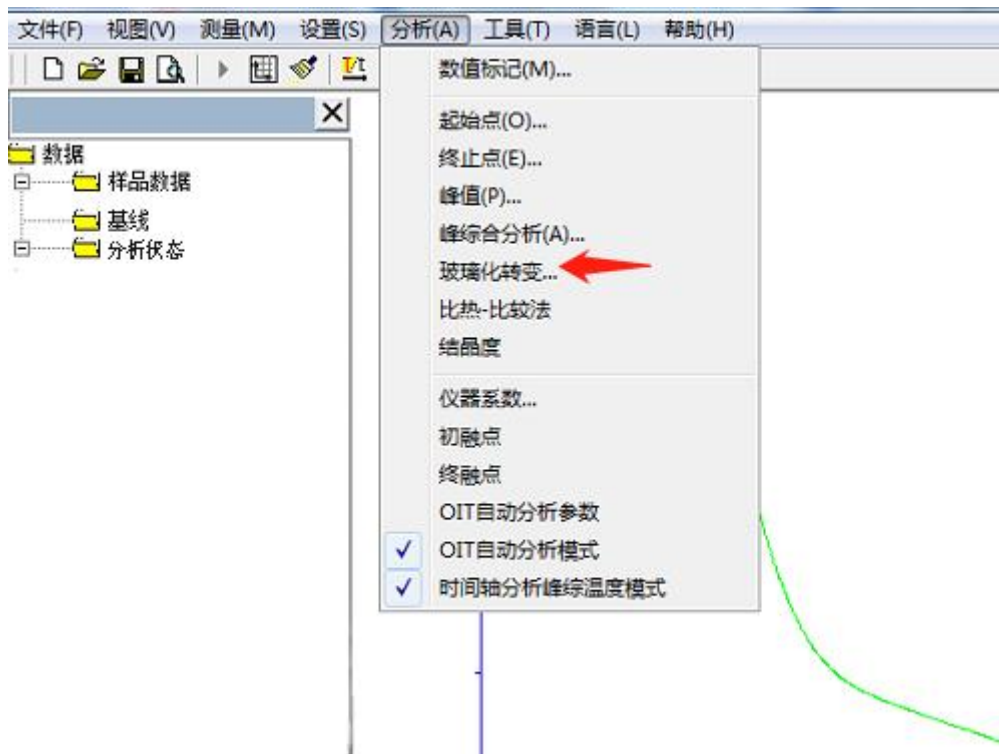 文件(F) 视图(V) 测量(M) 设置(S) 分析(A) 工具(T) 语言(L) 帮助(H)
数值标记(M)...
起始点(O)...
终止点(E)...
峰值(P)...
峰综合分析(A)...
玻璃化转变...
比热-比较法
结晶度
仪器系数...
初融点
终融点
OIT自动分析参数
OIT自动分析模式
时间轴分析峰综温度模式
数据
样品数据
基线
分析状态